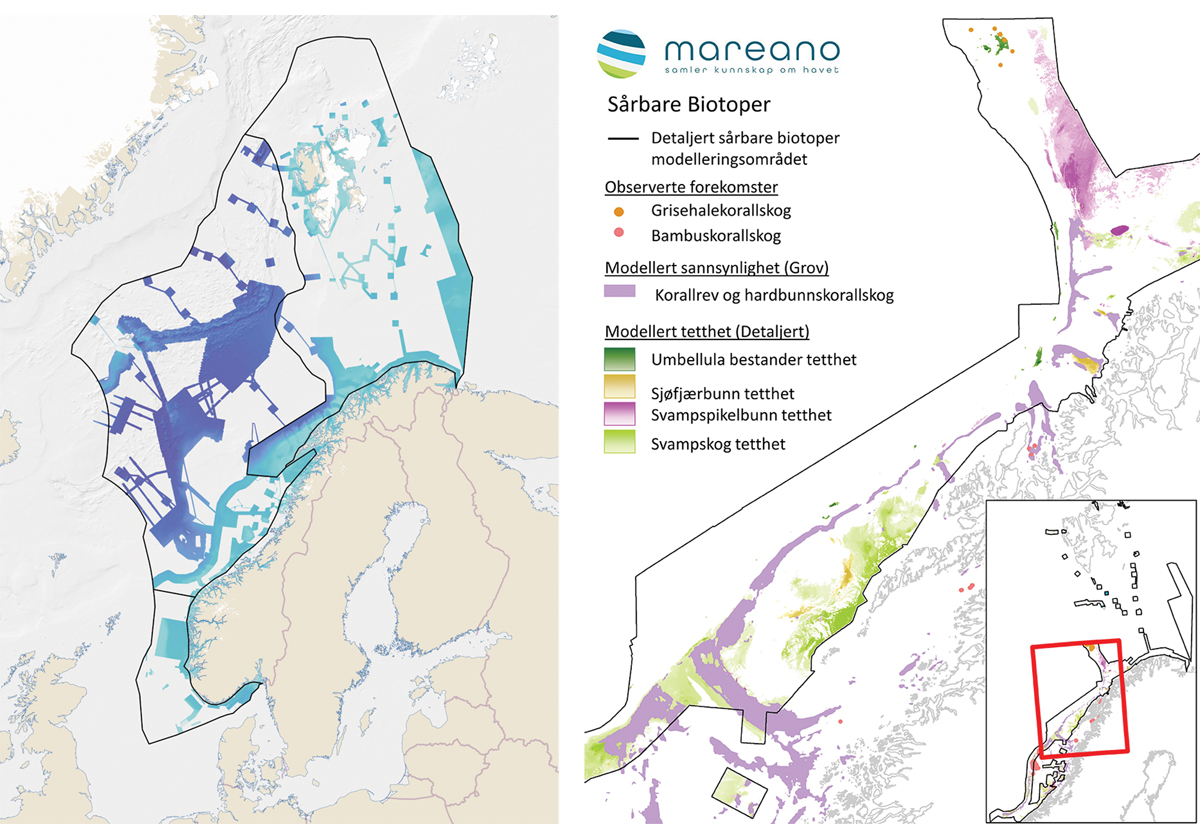 mareano
samler kunnskap om havet
Sårbare Biotoper
Detaljert sårbare biotoper
modelleringsområdet
Observerte forekomster
Grisehalekorallskog
Bambuskorallskog
Modellert sannsynlighet (Grov)
Korallrev og hardbunnskorallskog
Modellert tetthet (Detaljert)
Umbellula bestander tetthet
Sjøfjærbunn tetthet
Svampspikelbunn tetthet
Svampskog tetthet